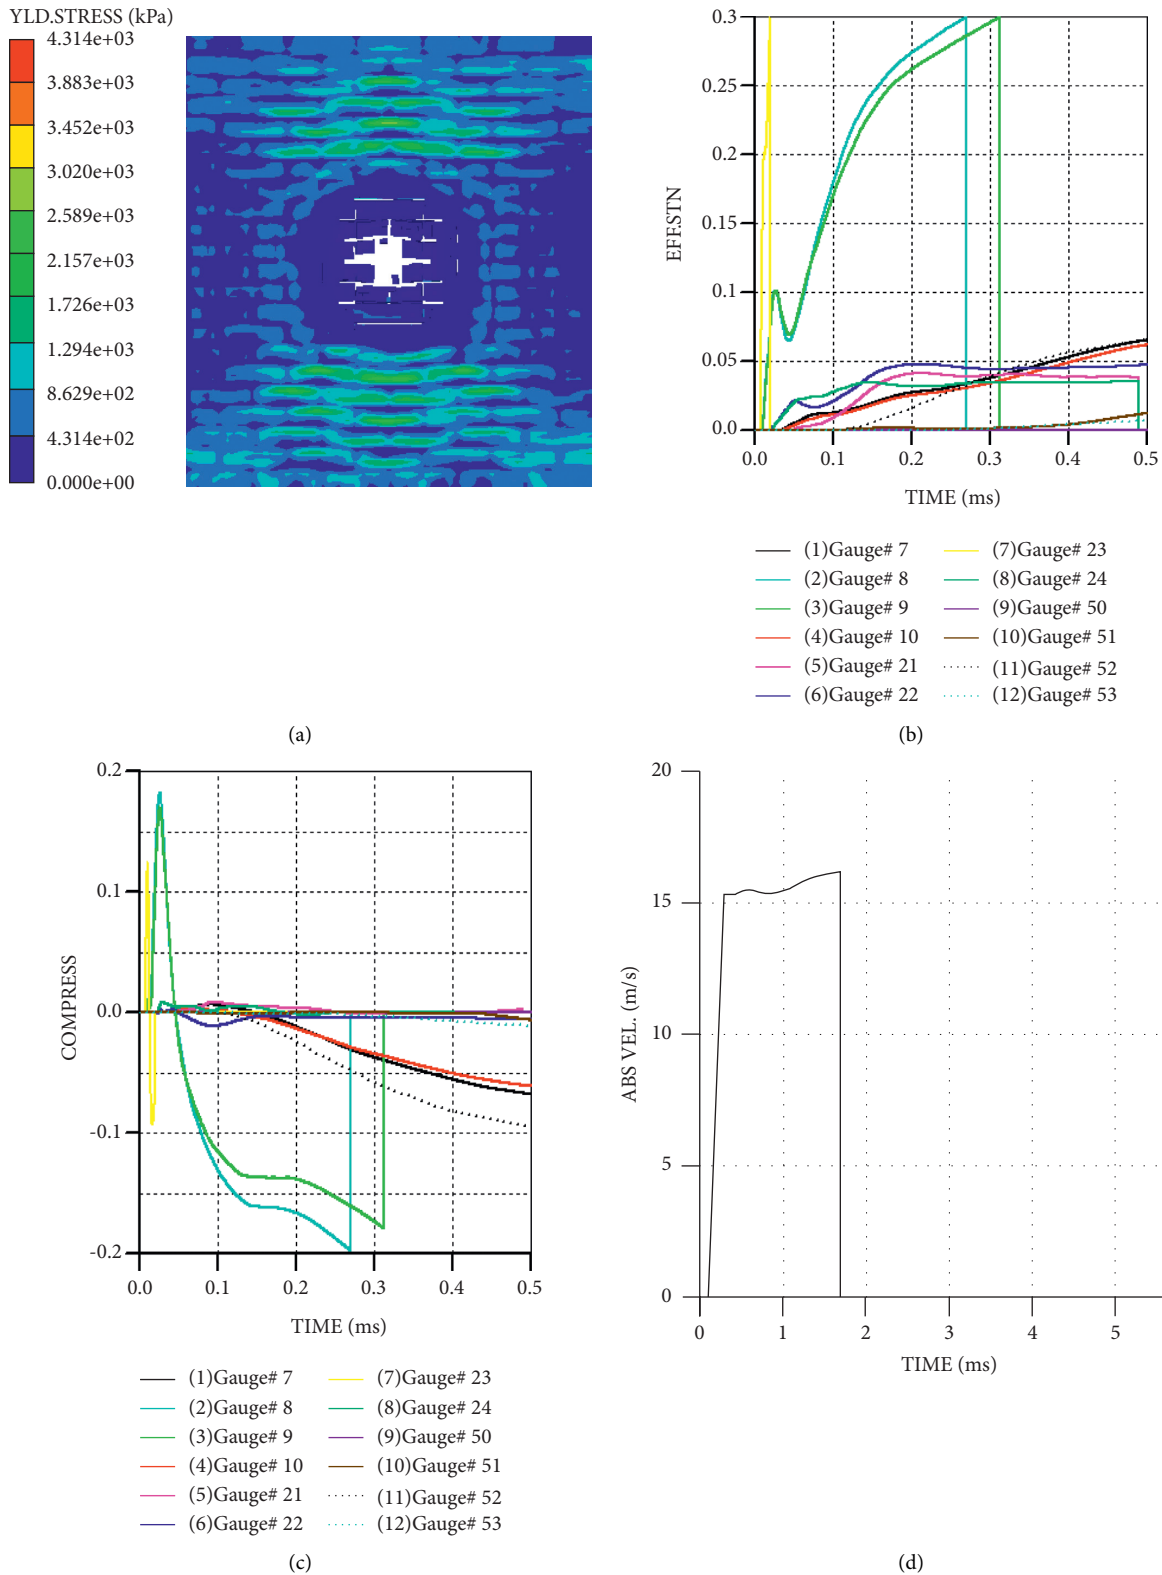 YLD.STRESS (kPa)
4.314e+03
3.883e+03
3.452e+03
3.020e+03
2.589e+03
2.157e+03
1.726e+03
1.294e+03
8.629e+02
4.314e+02
0.000e+00
(a)
0.3
0.25
0.2
0.15
0.1
0.05
0.0
EFFESTN
0.0 0.1 0.2 0.3 0.4 0.5
TIME (ms)
(1)Gauge# 7
(2)Gauge# 8
(3)Gauge# 9
(4)Gauge# 10
(5)Gauge# 21
(6)Gauge# 22
(7)Gauge# 23
(8)Gauge# 24
(9)Gauge# 50
(10)Gauge# 51
(11)Gauge# 52
(12)Gauge# 53
(b)
0.2
0.1
0.0
-0.1
-0.2
COMPRESS
0.0 0.1 0.2 0.3 0.4 0.5
TIME (ms)
(1)Gauge# 7
(2)Gauge# 8
(3)Gauge# 9
(4)Gauge# 10
(5)Gauge# 21
(6)Gauge# 22
(7)Gauge# 23
(8)Gauge# 24
(9)Gauge# 50
(10)Gauge# 51
(11)Gauge# 52
(12)Gauge# 53
(c)
20
15
10
5
0
ABS VEL. (m/s)
0 1 2 3 4 5
TIME (ms)
(d)